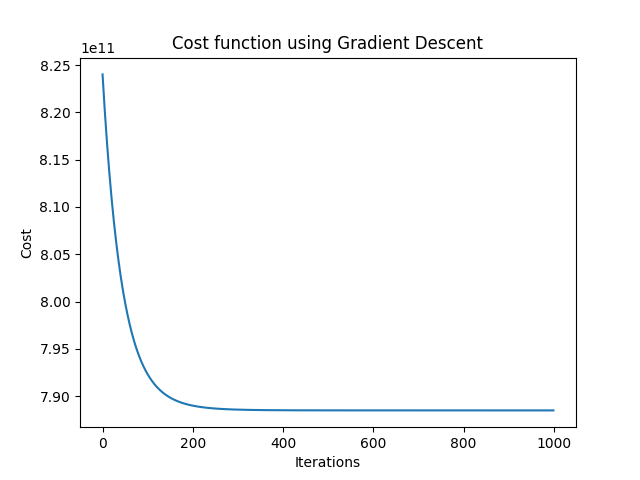 Cost function using Gradient Descent
1e11
8.25
8.20
8.15
8.10
8.05
8.00
7.95
7.90
Cost
0 200 400 600 800 1000
Iterations